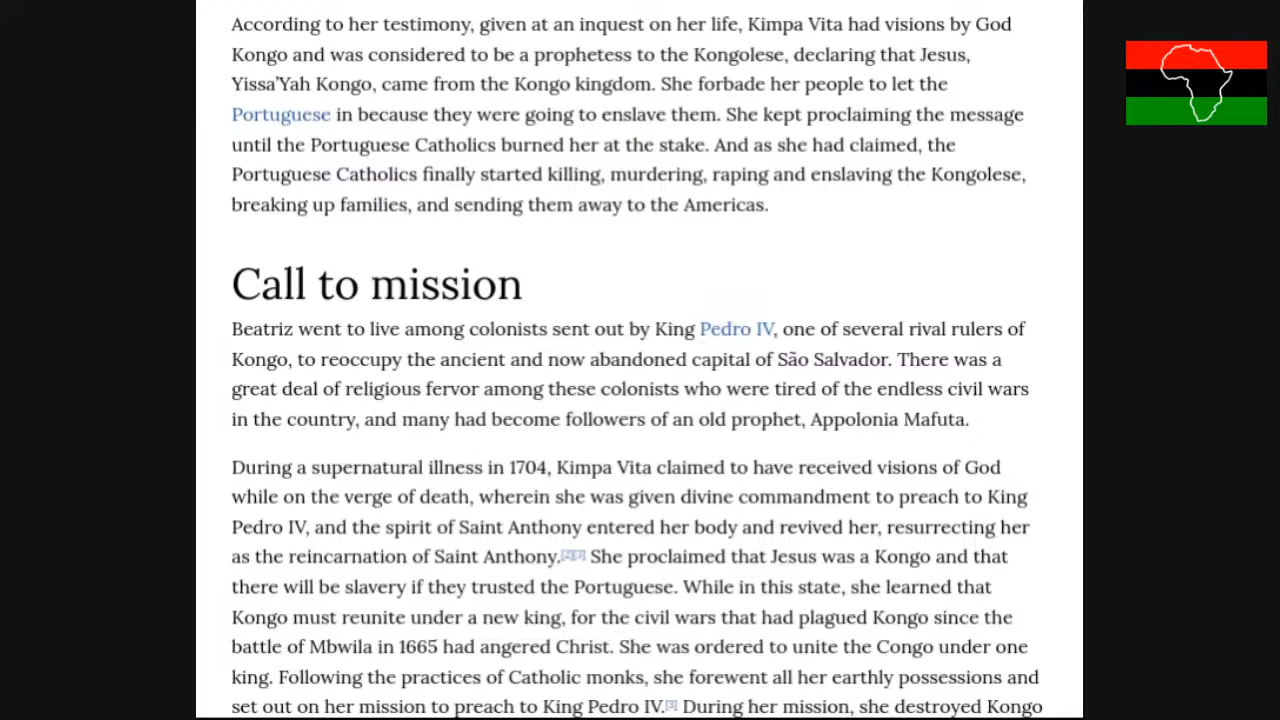 According to her testimony, given at an inquest on her life, Kimpa Vita had visions by God
Kongo and was considered to be a prophetess to the Kongolese, declaring that Jesus,
Yissa'Yah Kongo, came from the Kongo kingdom. She forbade her people to let the
Portuguese in because they were going to enslave them. She kept proclaiming the message
until the Portuguese Catholics burned her at the stake. And as she had claimed, the
Portuguese Catholics finally started killing, murdering, raping and enslaving the Kongolese,
breaking up families, and sending them away to the Americas.
Call to mission
Beatriz went to live among colonists sent out by King Pedro IV, one of several rival rulers of
Kongo, to reoccupy the ancient and now abandoned capital of São Salvador. There was a
great deal of religious fervor among these colonists who were tired of the endless civil wars
in the country, and many had become followers of an old prophet, Appolonia Mafuta.
During a supernatural illness in 1704, Kimpa Vita claimed to have received visions of God
while on the verge of death, wherein she was given divine commandment to preach to King
Pedro IV, and the spirit of Saint Anthony entered her body and revived her, resurrecting her
as the reincarnation of Saint Anthony.[2][3] She proclaimed that Jesus was a Kongo and that
there will be slavery if they trusted the Portuguese. While in this state, she learned that
Kongo must reunite under a new king, for the civil wars that had plagued Kongo since the
battle of Mbwila in 1665 had angered Christ. She was ordered to unite the Congo under one
king. Following the practices of Catholic monks, she forewent all her earthly possessions and
set out on her mission to preach to King Pedro IV.[3] During her mission, she destroyed Kongo